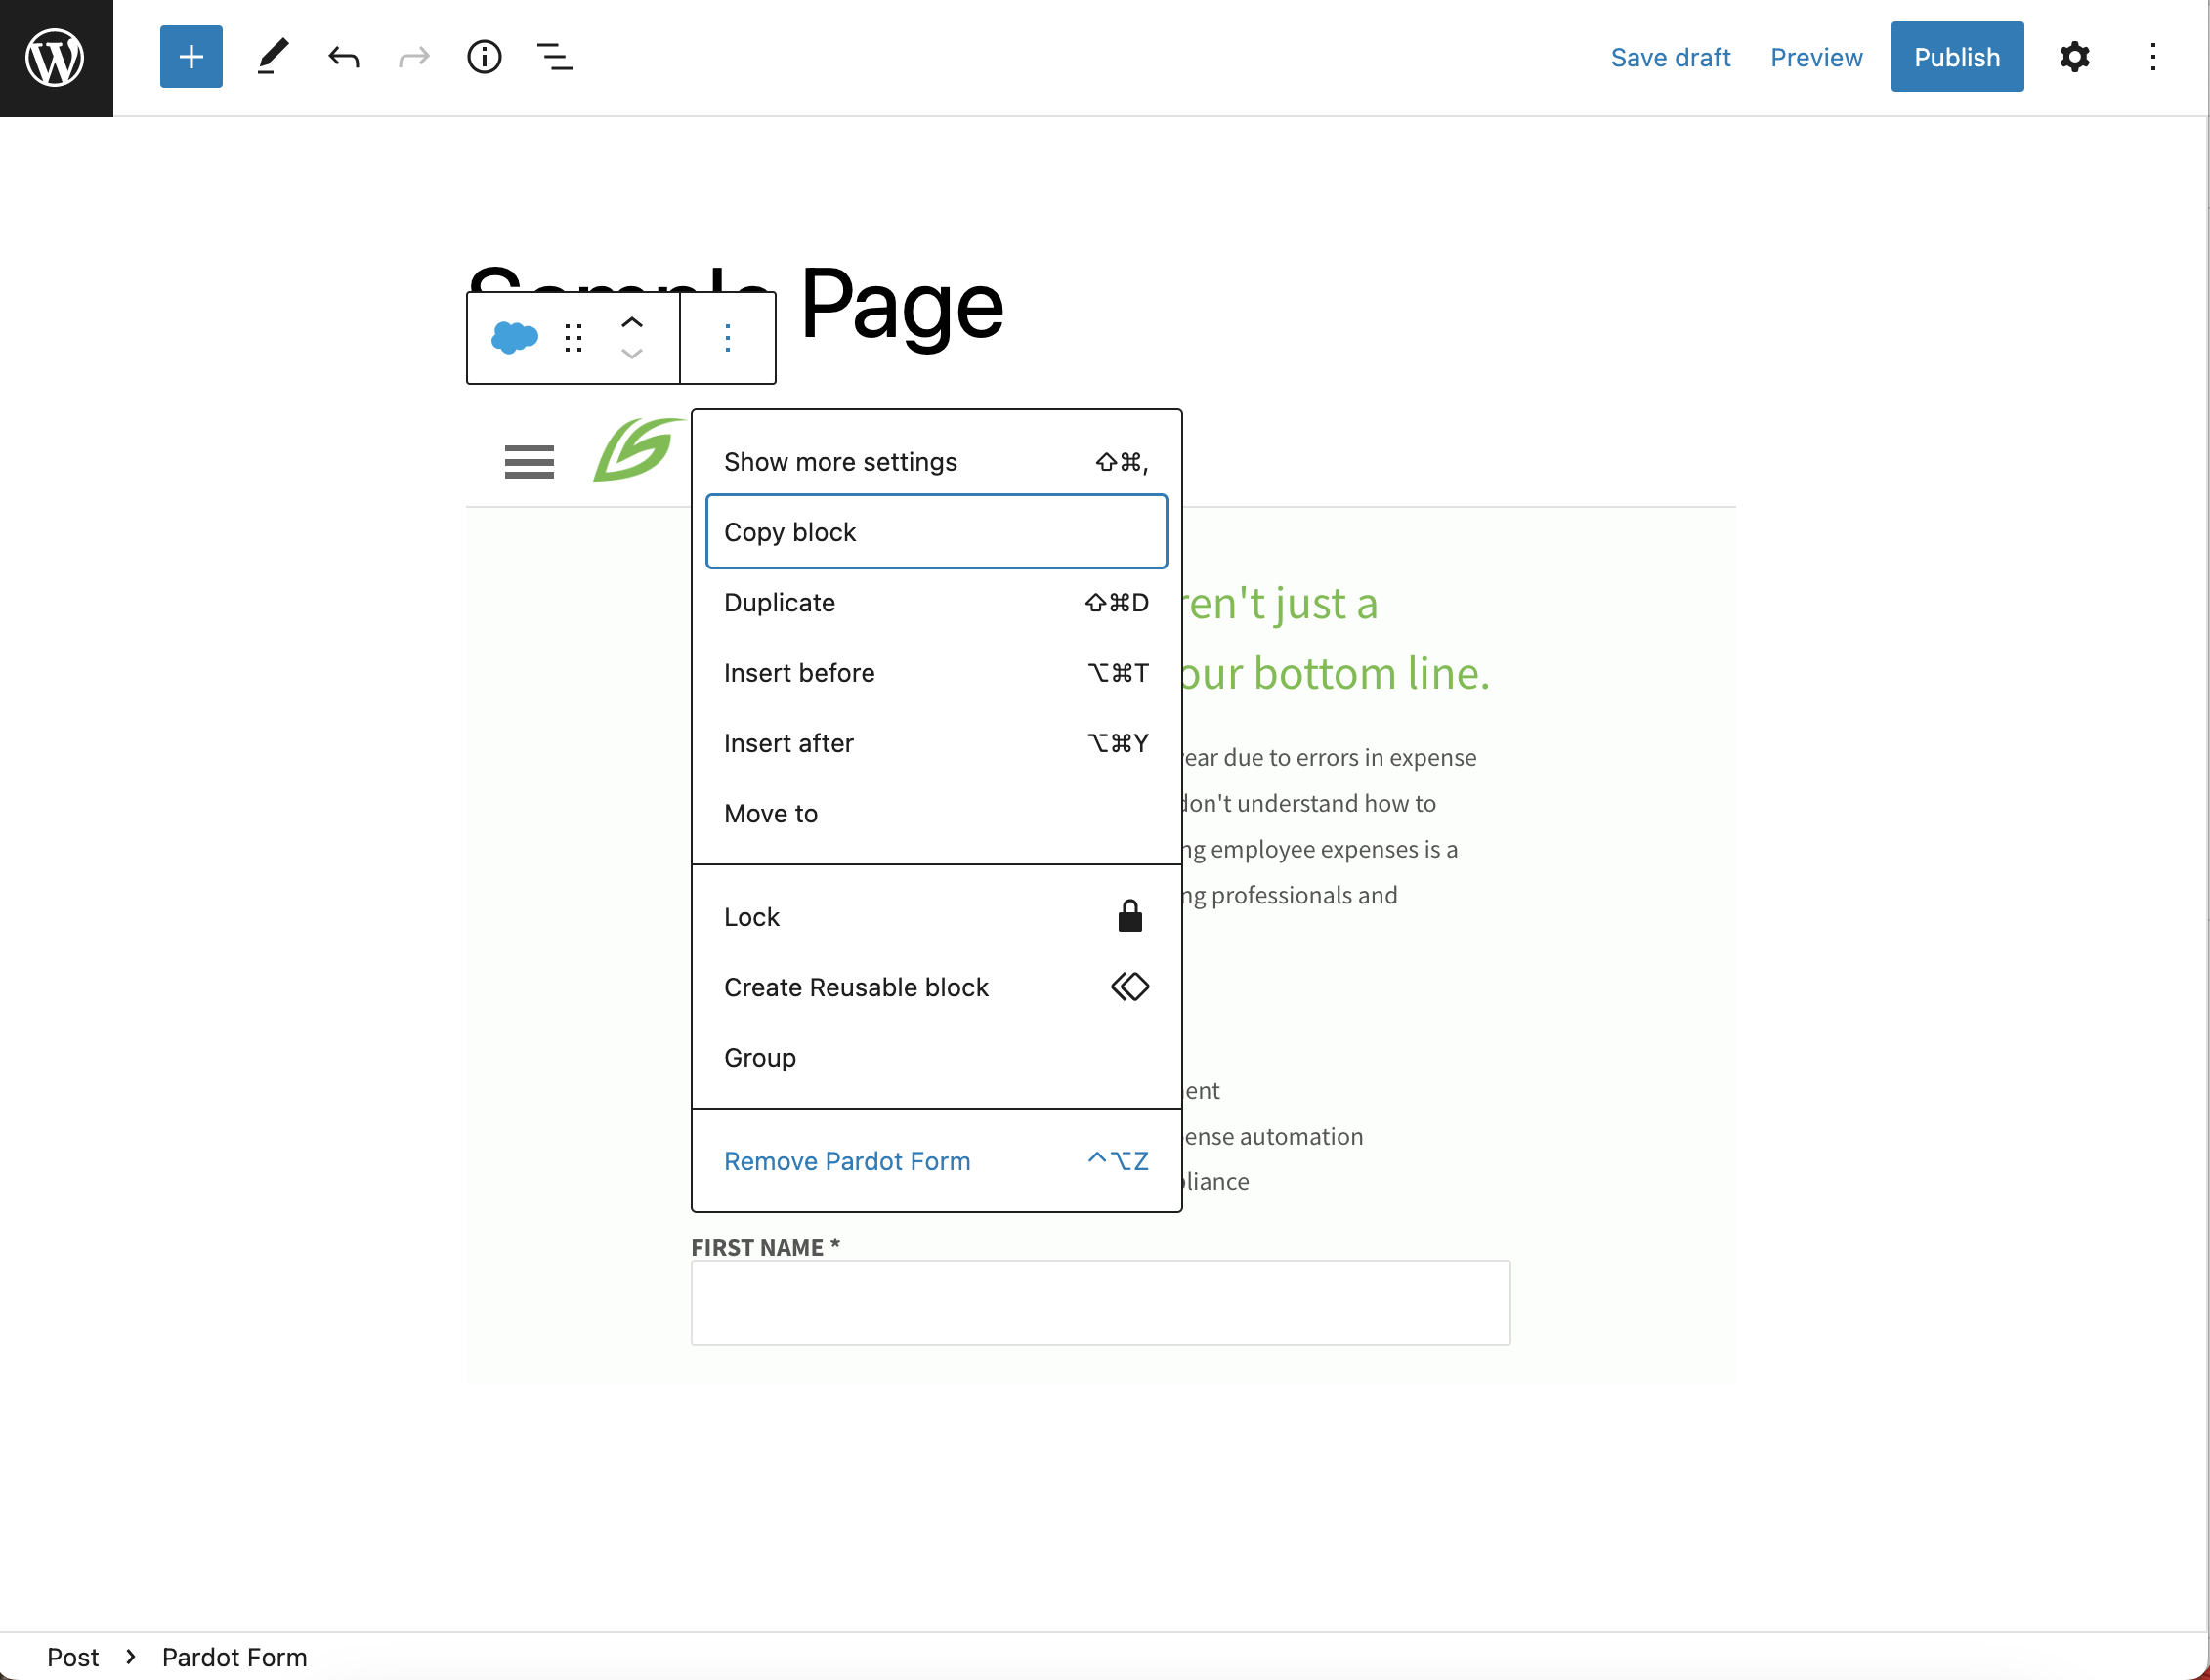 Save draft Preview Publish
Page
Show more settings ⇧⌘,
Copy block
Duplicate ⇧⌘D
Insert before ⌥⌘T
Insert after ⌥⌘Y
Move to
Lock
Create Reusable block
Group
Remove Pardot Form ^⌥Z
ren't just a
our bottom line.
ear due to errors in expense
don't understand how to
ng employee expenses is a
ng professionals and
ent
ense automation
liance
FIRST NAME *
Post › Pardot Form